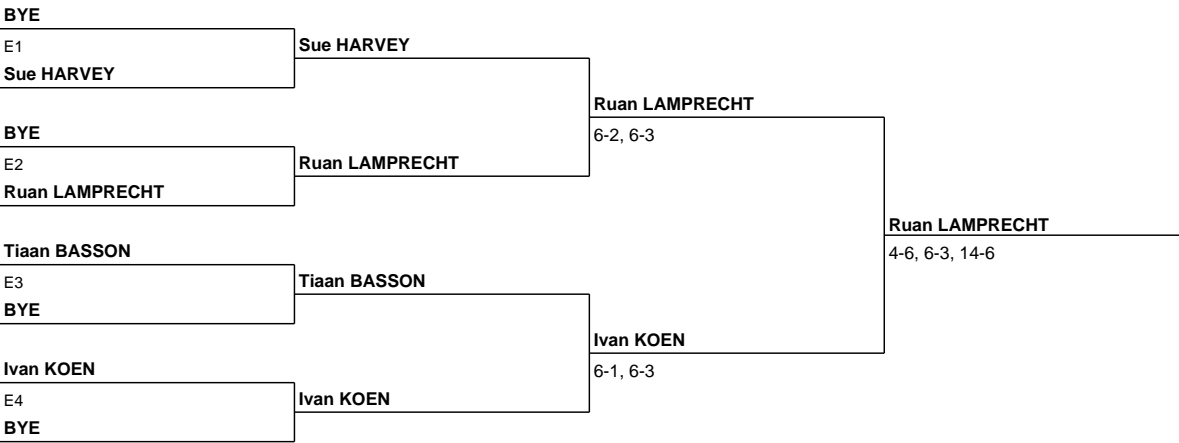 BYE
E1
Sue HARVEY
Sue HARVEY
BYE
E2
Ruan LAMPRECHT
Ruan LAMPRECHT
Ruan LAMPRECHT
6-2, 6-3
Tiaan BASSON
E3
BYE
Tiaan BASSON
Ivan KOEN
E4
BYE
Ivan KOEN
Ivan KOEN
6-1, 6-3
Ruan LAMPRECHT
4-6, 6-3, 14-6